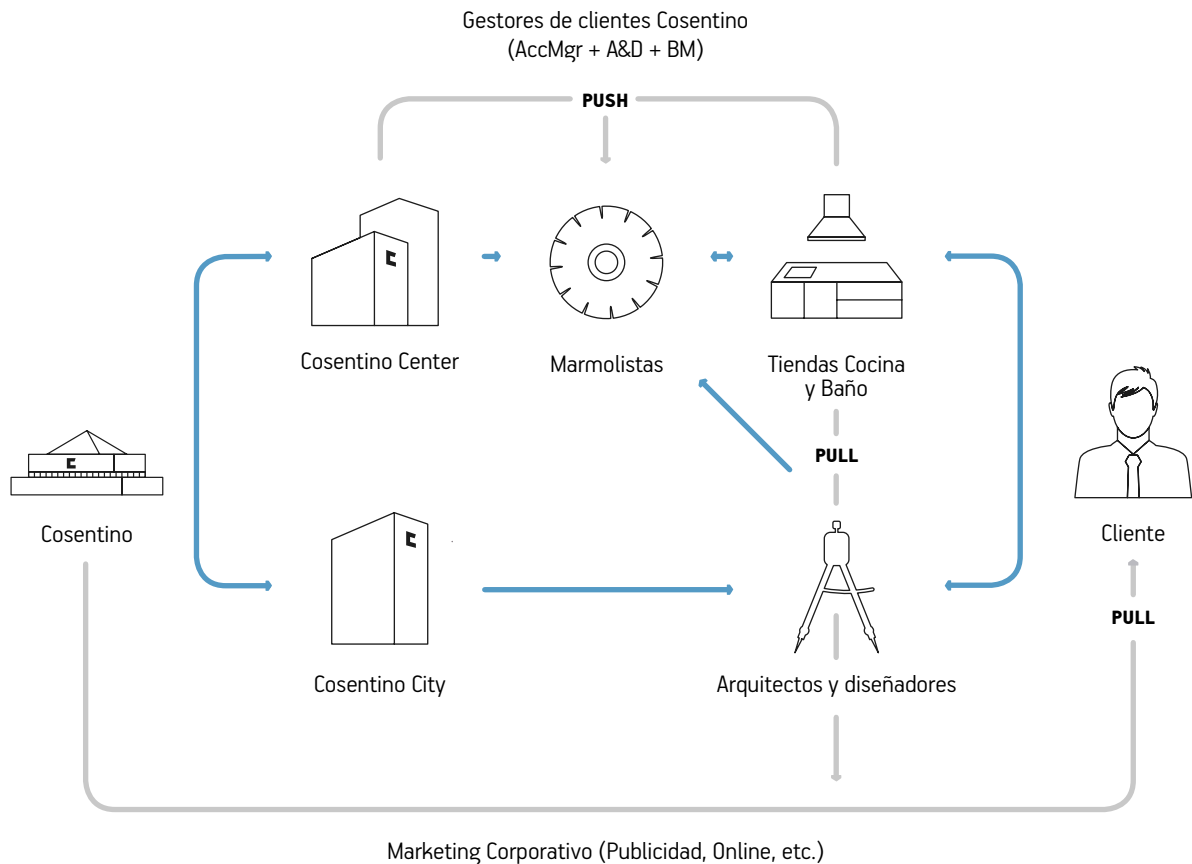 Gestores de clientes Cosentino
(AccMgr + A&D + BM)
PUSH
Cosentino Center
Marmolistas
Tiendas Cocina
y Baño
PULL
Cosentino
Cliente
PULL
Cosentino City
Arquitectos y diseñadores
Marketing Corporativo (Publicidad, Online, etc.)